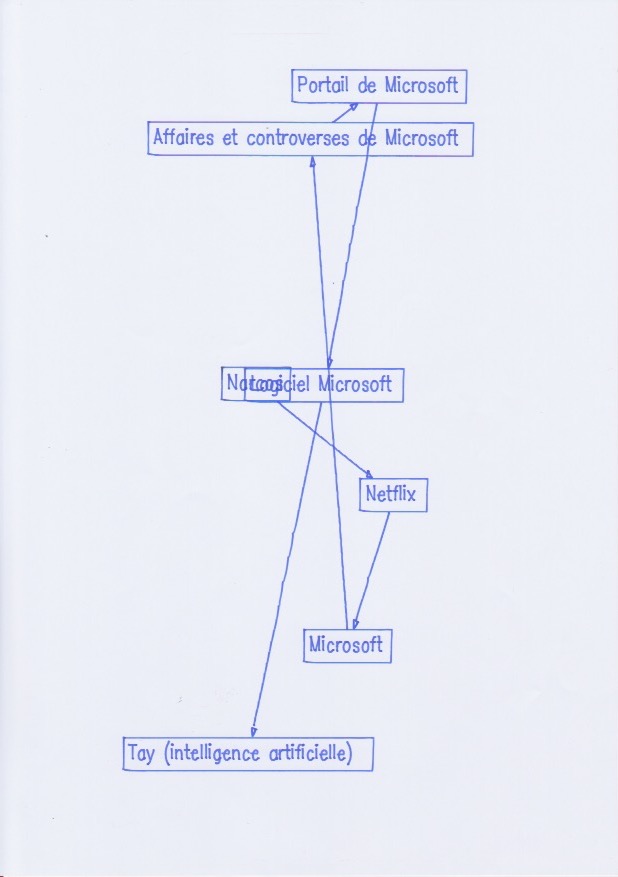 Portail de Microsoft
Affaires et controverses de Microsoft
Narcos
Logiciel Microsoft
Netflix
Microsoft
Tay (intelligence artificielle)